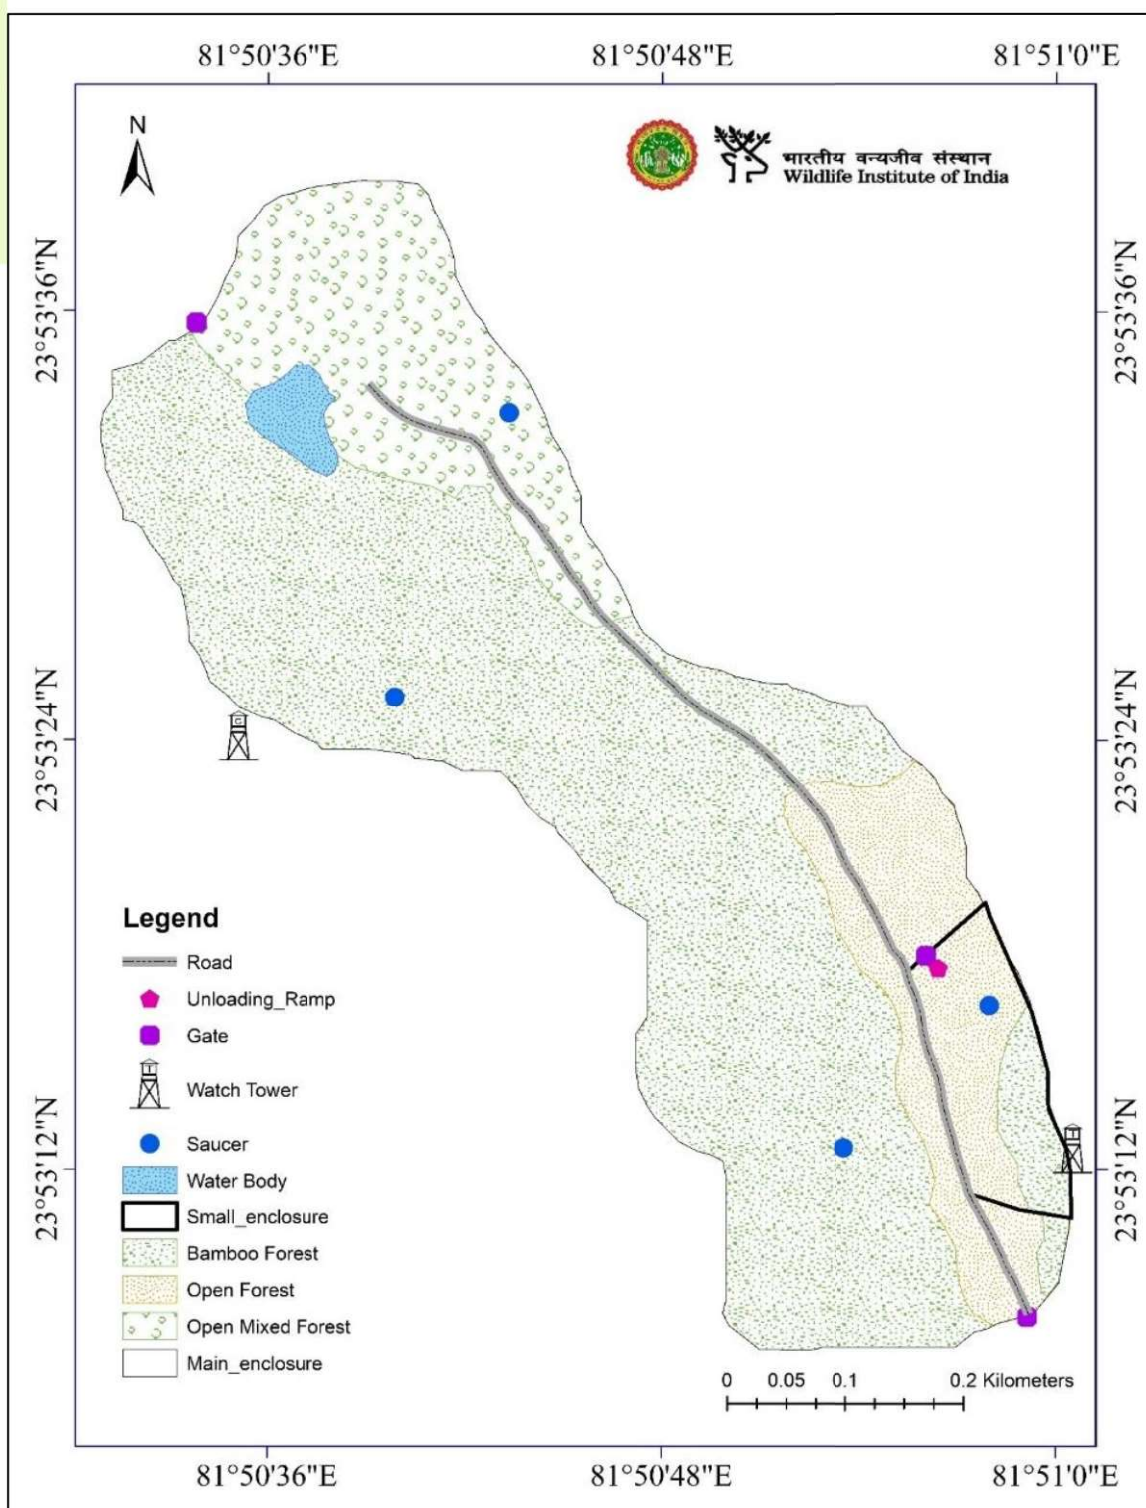 81°50'36"E
81°50'48"E
81°51'0"E
N
भारतीय वन्यजीव संस्थान
Wildlife Institute of India
23°53'36"N
23°53'36"N
23°53'24"N
23°53'24"N
23°53'12"N
23°53'12"N
Legend
Road
Unloading_Ramp
Gate
Watch Tower
Saucer
Water Body
Small_enclosure
Bamboo Forest
Open Forest
Open Mixed Forest
Main_enclosure
0 0.05 0.1 0.2 Kilometers
81°50'36"E
81°50'48"E
81°51'0"E